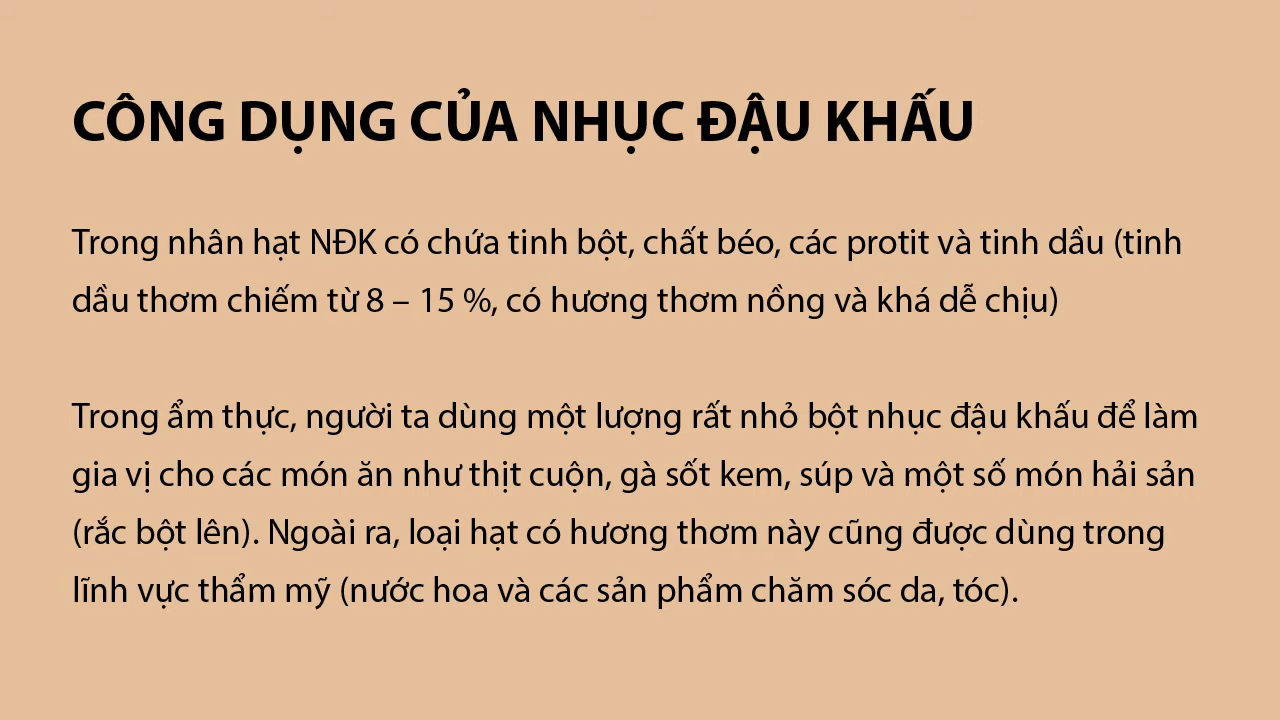 CÔNG DỤNG CỦA NHỤC ĐẬU KHẤU
Trong nhân hạt NĐK có chứa tinh bột, chất béo, các protit và tinh dầu (tinh
dầu thơm chiếm từ 8 – 15 %, có hương thơm nồng và khá dễ chịu)
Trong ẩm thực, người ta dùng một lượng rất nhỏ bột nhục đậu khấu để làm
gia vị cho các món ăn như thịt cuộn, gà sốt kem, súp và một số món hải sản
(rắc bột lên). Ngoài ra, loại hạt có hương thơm này cũng được dùng trong
lĩnh vực thẩm mỹ (nước hoa và các sản phẩm chăm sóc da, tóc).